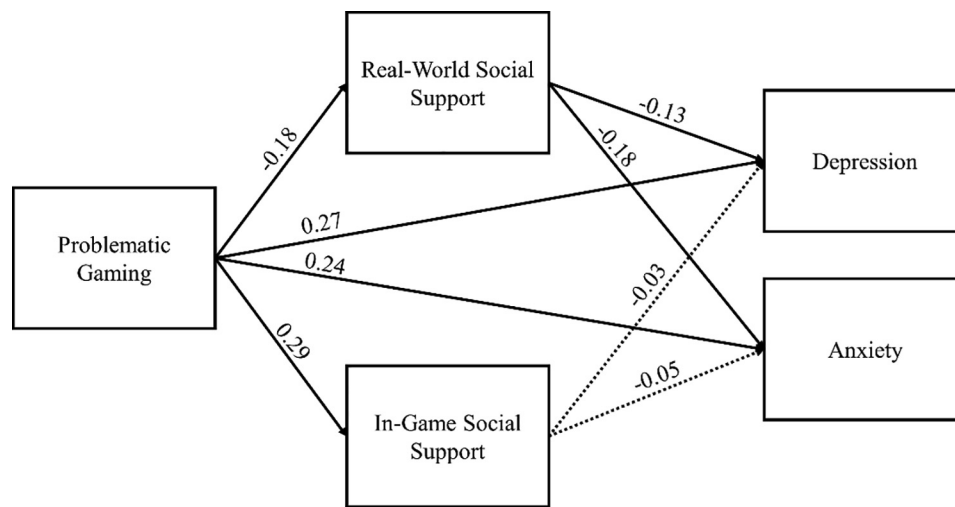 Real-World Social
Support
-0.13
-0.18
-0.18
Depression
Problematic
Gaming
0.27
0.24
-0.03
0.29
Anxiety
-0.05
In-Game Social
Support